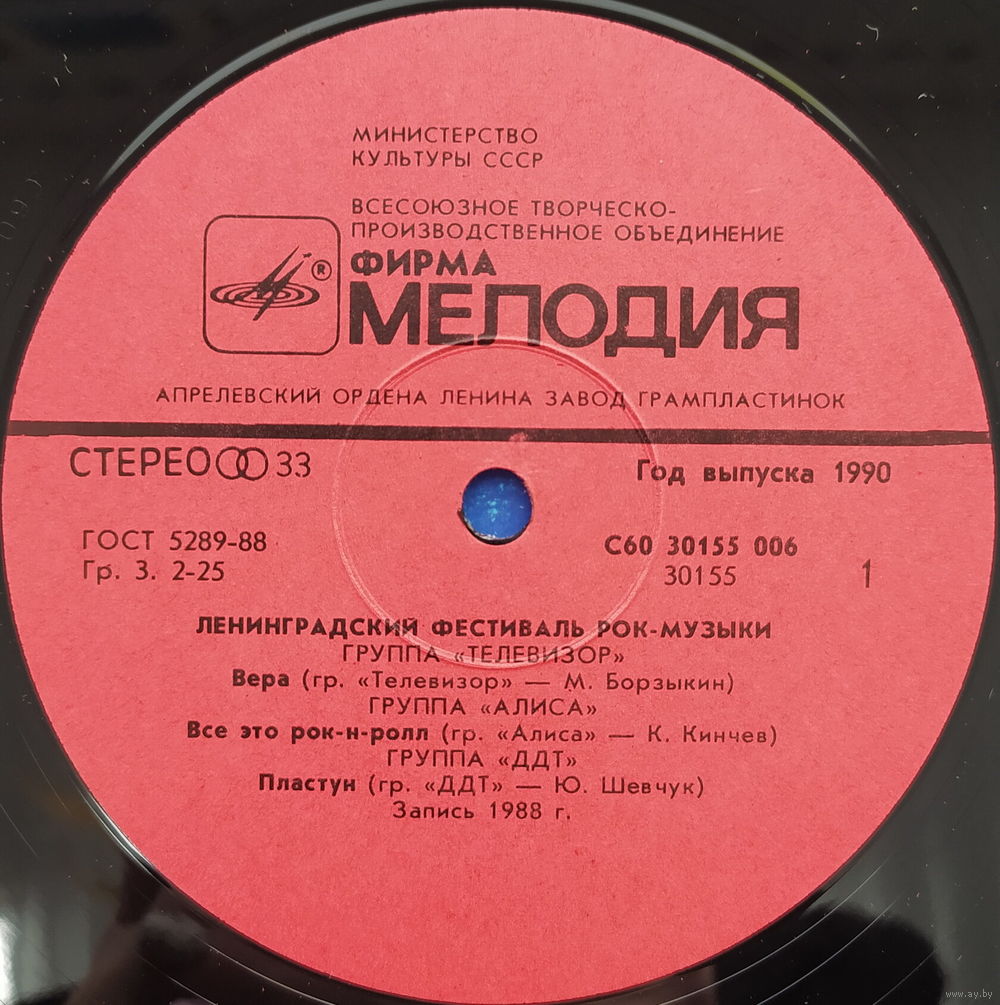 МИНИСТЕРСТВО
КУЛЬТУРЫ СССР
ВСЕСОЮЗНОЕ ТВОРЧЕСКО-
ПРОИЗВОДСТВЕННОЕ ОБЪЕДИНЕНИЕ
®
ФИРМА
МЕЛОДИЯ
АПРЕЛЕВСКИЙ ОРДЕНА ЛЕНИНА ЗАВОД ГРАМПЛАСТИНОК
СТЕРЕО 33
Год выпуска 1990
ГОСТ 5289-88
Гр. 3. 2-25
С60 30155 006
30155
1
ЛЕНИНГРАДСКИЙ ФЕСТИВАЛЬ РОК-МУЗЫКИ
ГРУППА «ТЕЛЕВИЗОР»
Вера (гр. «Телевизор» — М. Борзыкин)
ГРУППА «АЛИСА»
Все это рок-н-ролл (гр. «Алиса» — К. Кинчев)
ГРУППА «ДДТ»
Пластун (гр. «ДДТ» — Ю. Шевчук)
Запись 1988 г.
www.ay.by